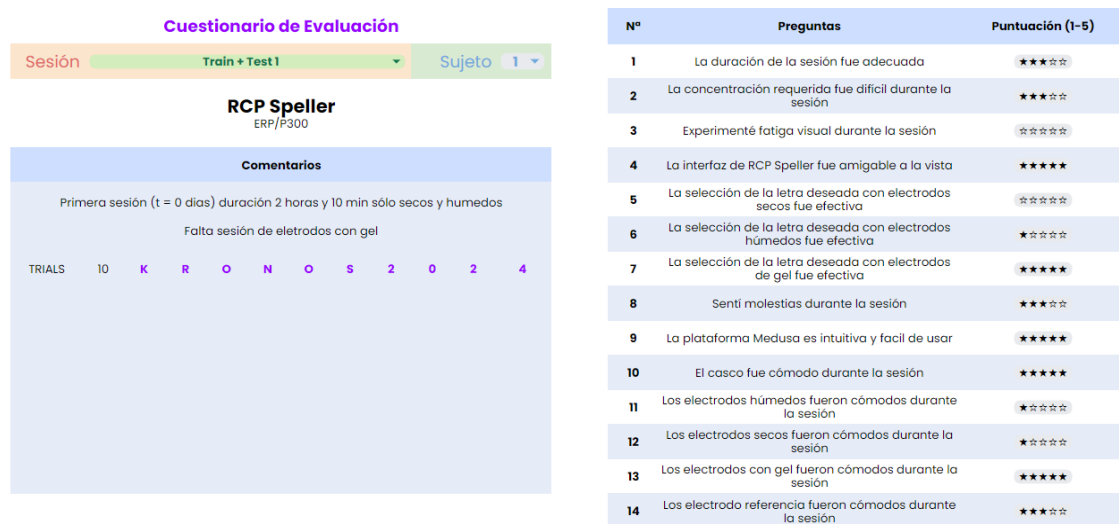 Cuestionario de Evaluación
Sesión Train + Test 1 Sujeto 1
RCP Speller
ERP/P300
Comentarios
Primera sesión (t = 0 dias) duración 2 horas y 10 min sólo secos y humedos
Falta sesión de eletrodos con gel
TRIALS 10 K R O N O S 2 0 2 4
Nª Preguntas Puntuación (1-5)
1 La duración de la sesión fue adecuada ★★★☆☆
2 La concentración requerida fue dificil durante la
sesión ★★★☆☆
3 Experimenté fatiga visual durante la sesión ☆☆☆☆☆
4 La interfaz de RCP Speller fue amigable a la vista ★★★★★
5 La selección de la letra deseada con electrodos
secos fue efectiva ☆☆☆☆☆
6 La selección de la letra deseada con electrodos
húmedos fue efectiva ★☆☆☆☆
7 La selección de la letra deseada con electrodos
de gel fue efectiva ★★★★★
8 Sentí molestias durante la sesión ★★★☆☆
9 La plataforma Medusa es intuitiva y facil de usar ★★★★★
10 El casco fue cómodo durante la sesión ★★★★★
11 Los electrodos húmedos fueron cómodos durante
la sesión ★☆☆☆☆
12 Los electrodos secos fueron cómodos durante la
sesión ★☆☆☆☆
13 Los electrodos con gel fueron cómodos durante la
sesión ★★★★★
14 Los electrodo referencia fueron cómodos durante
la sesión ★★★☆☆